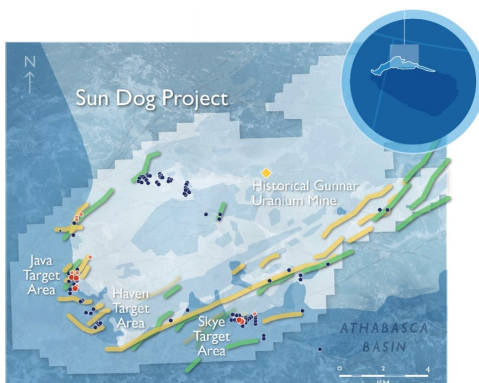 N
Sun Dog Project
Historical Gunnar
Uranium Mine
Java
Target
Area
Haven
Target
Area
Skye
Target
Area
ATHABASCA
BASIN
0 2 4
KM